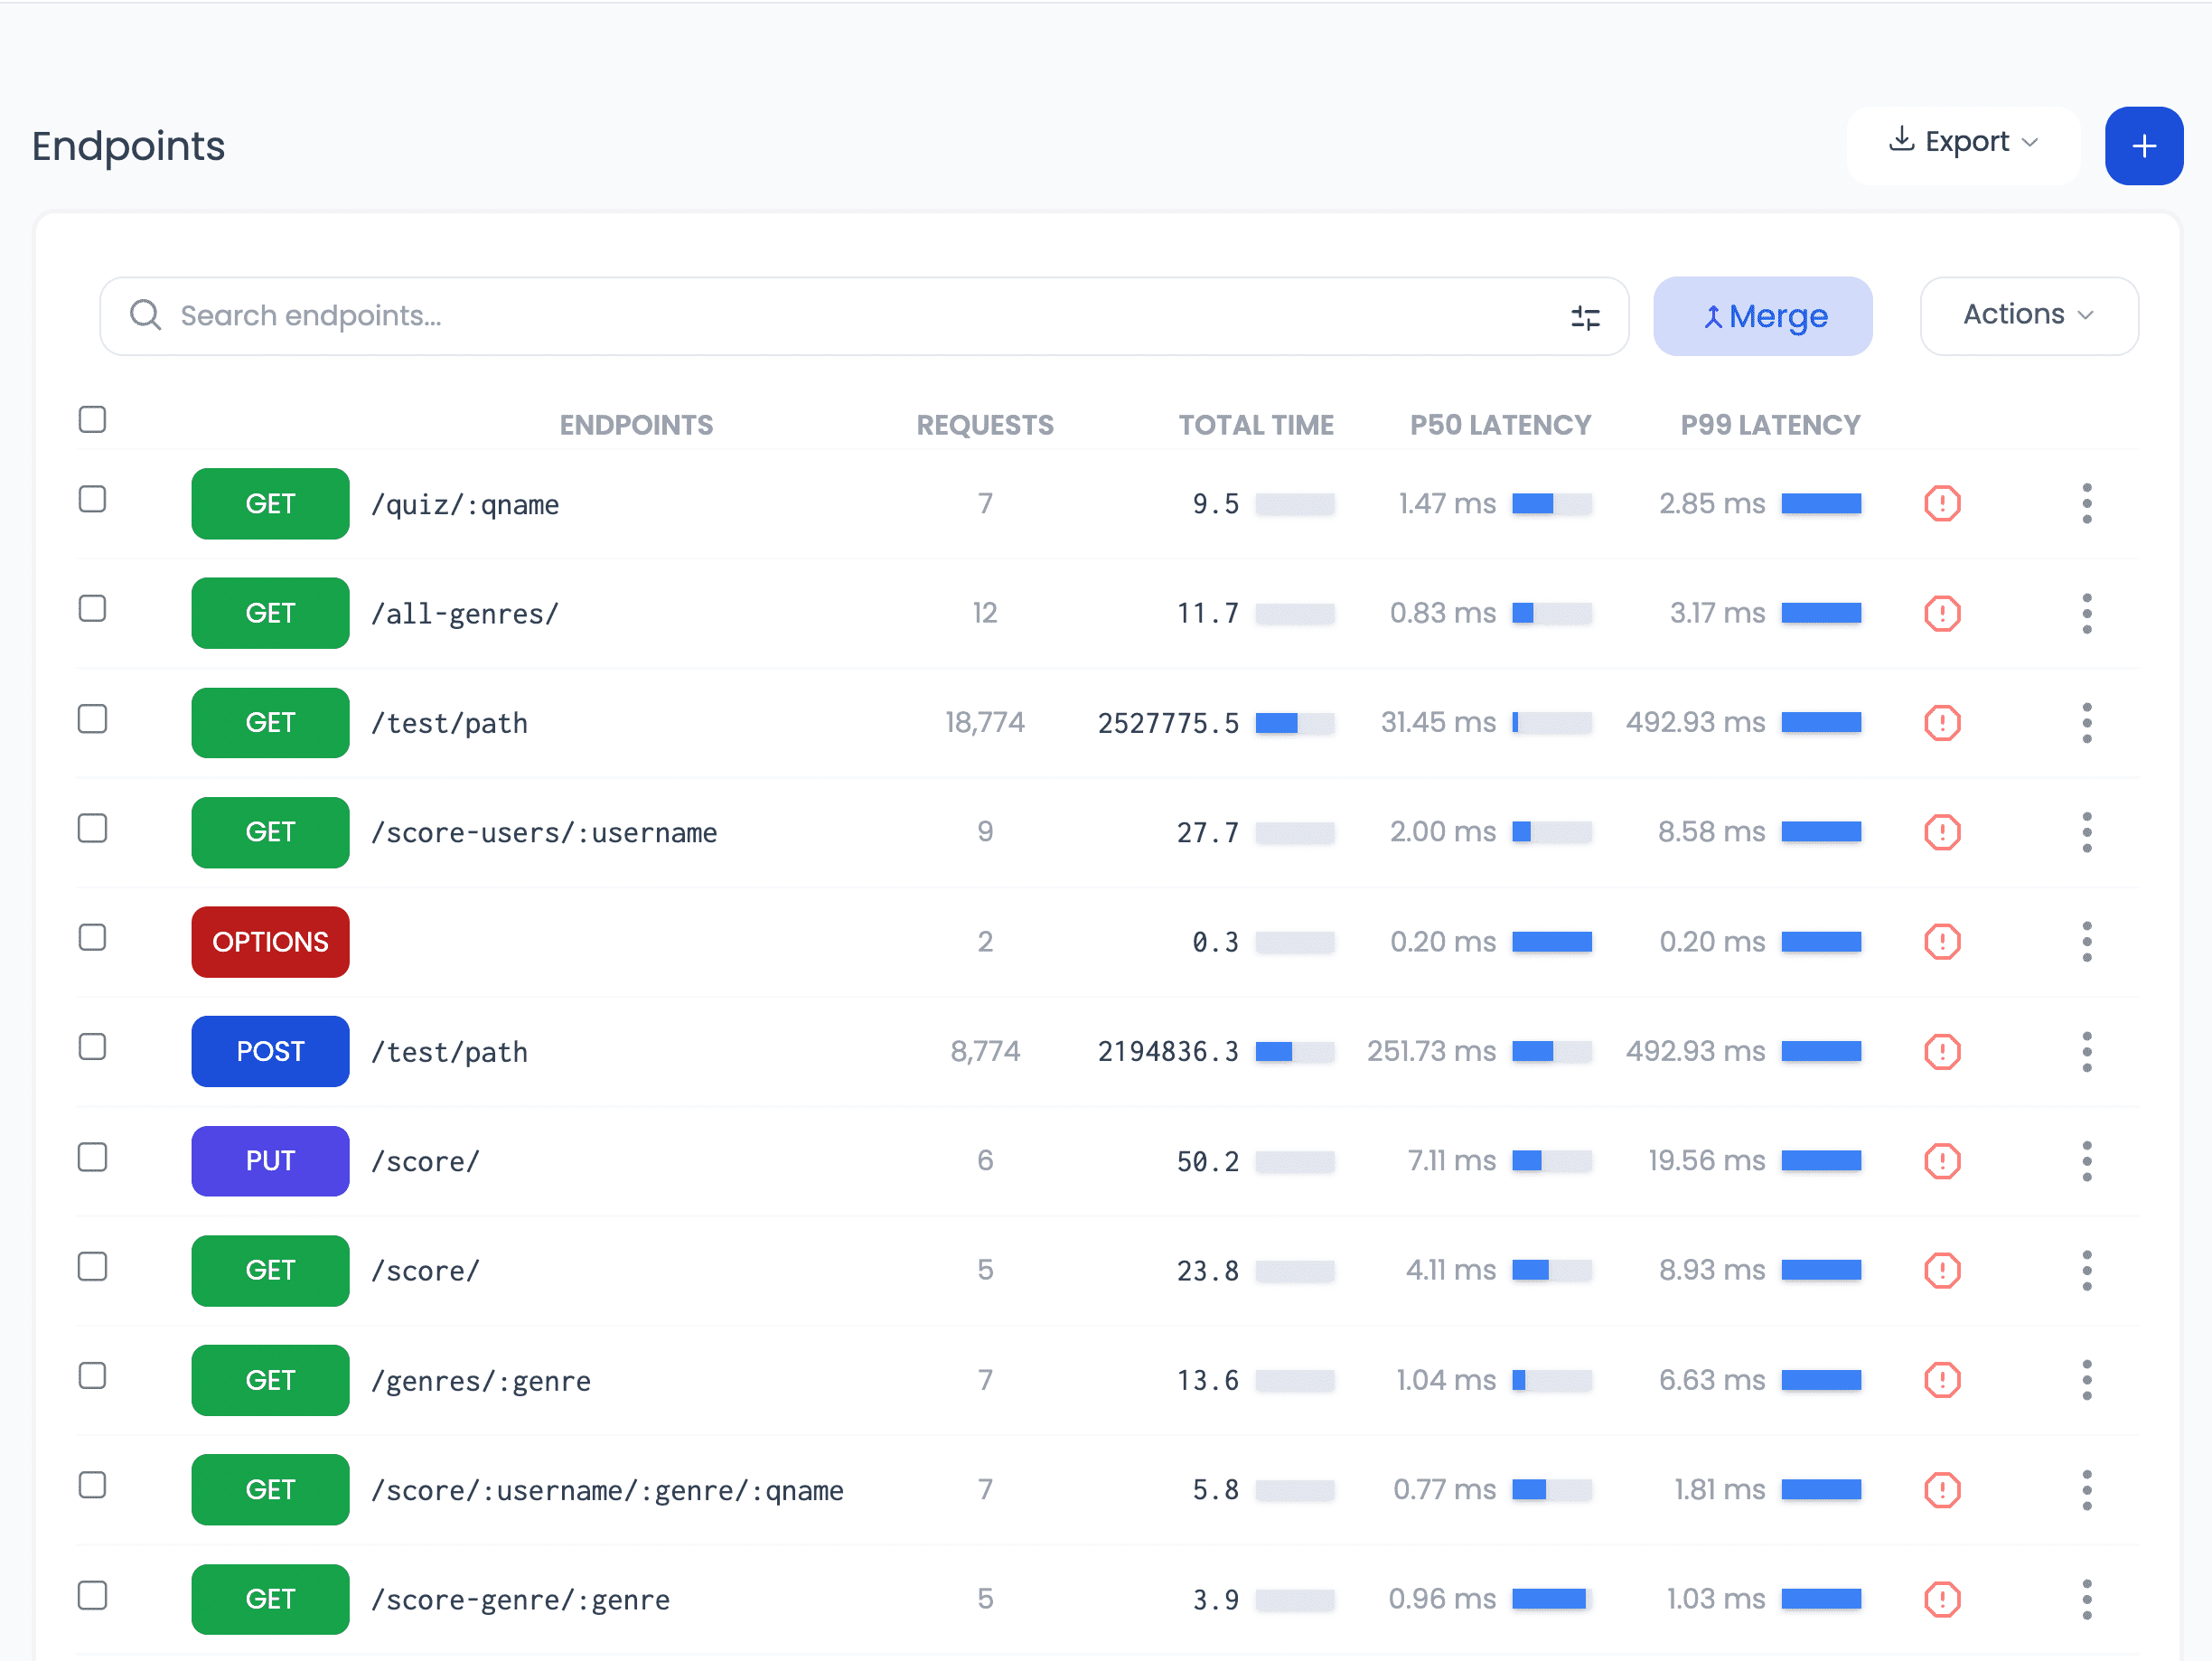 Endpoints
Export
Search endpoints...
Merge
Actions
ENDPOINTS REQUESTS TOTAL TIME P50 LATENCY P99 LATENCY
GET /quiz/:qname 7 9.5 1.47 ms 2.85 ms
GET /all-genres/ 12 11.7 0.83 ms 3.17 ms
GET /test/path 18,774 2527775.5 31.45 ms 492.93 ms
GET /score-users/:username 9 27.7 2.00 ms 8.58 ms
OPTIONS 2 0.3 0.20 ms 0.20 ms
POST /test/path 8,774 2194836.3 251.73 ms 492.93 ms
PUT /score/ 6 50.2 7.11 ms 19.56 ms
GET /score/ 5 23.8 4.11 ms 8.93 ms
GET /genres/:genre 7 13.6 1.04 ms 6.63 ms
GET /score/:username/:genre/:qname 7 5.8 0.77 ms 1.81 ms
GET /score-genre/:genre 5 3.9 0.96 ms 1.03 ms